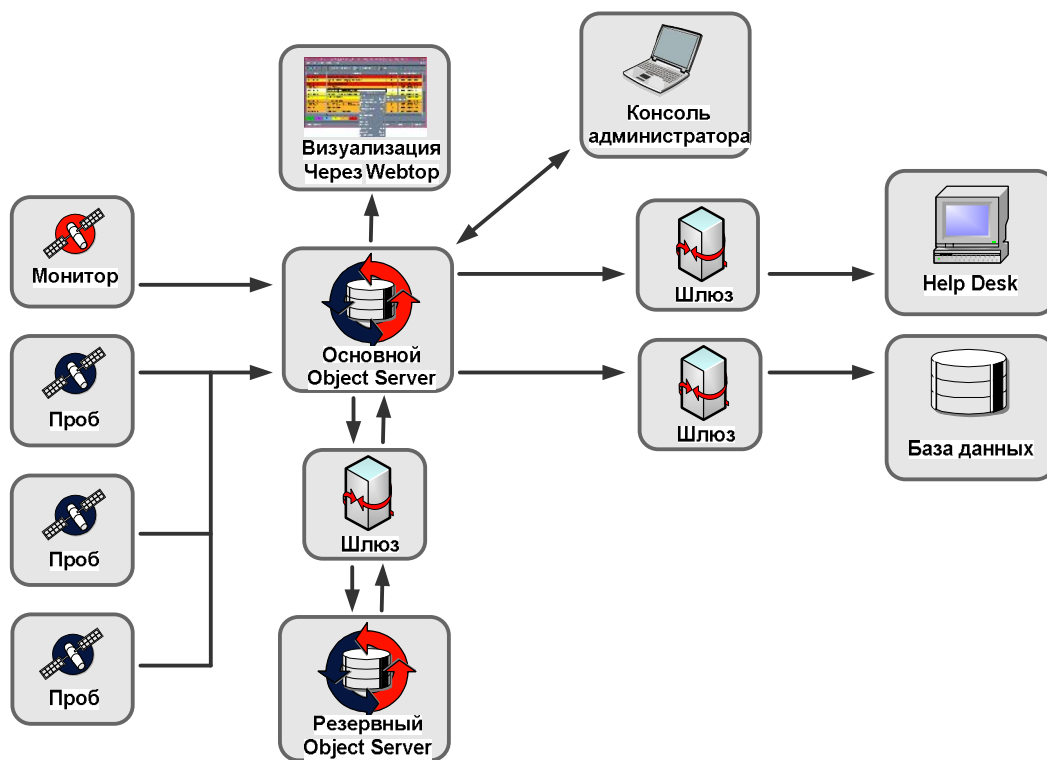 Визуализация
Через Webtop
Консоль
администратора
Монитор
Шлюз
Help Desk
Основной
Object Server
Проб
Шлюз
База данных
Проб
Шлюз
Проб
Резервный
Object Server